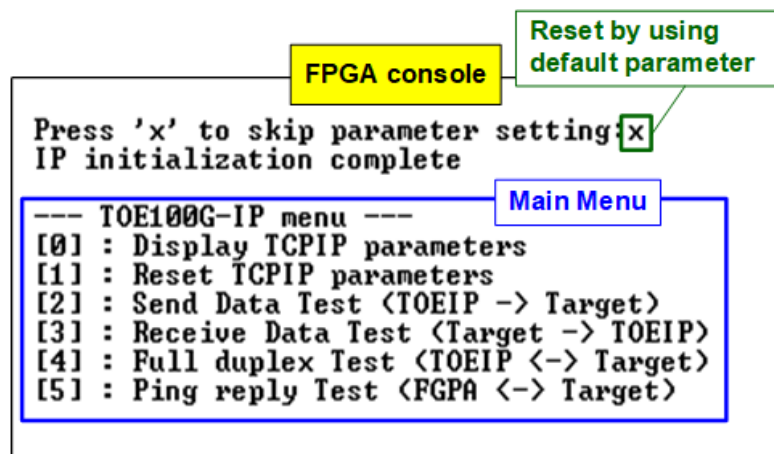 Reset by using
default parameter
FPGA console
Press 'x' to skip parameter setting:x
IP initialization complete
Main Menu
--- TOE100G-IP menu ---
[0] : Display TCPIP parameters
[1] : Reset TCPIP parameters
[2] : Send Data Test (TOEIP -> Target)
[3] : Receive Data Test (Target -> TOEIP)
[4] : Full duplex Test (TOEIP <-> Target)
[5] : Ping reply Test (FGPA <-> Target)